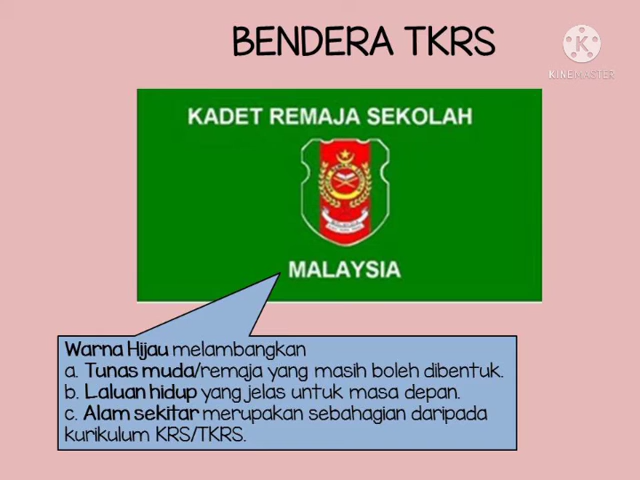 BENDERA TKRS
KINEMASTER
KADET REMAJA SEKOLAH
MALAYSIA
Warna Hijau melambangkan
a. Tunas muda/remaja yang masih boleh dibentuk.
b. Laluan hidup yang jelas untuk masa depan.
c. Alam sekitar merupakan sebahagian daripada
kurikulum KRS/TKRS.